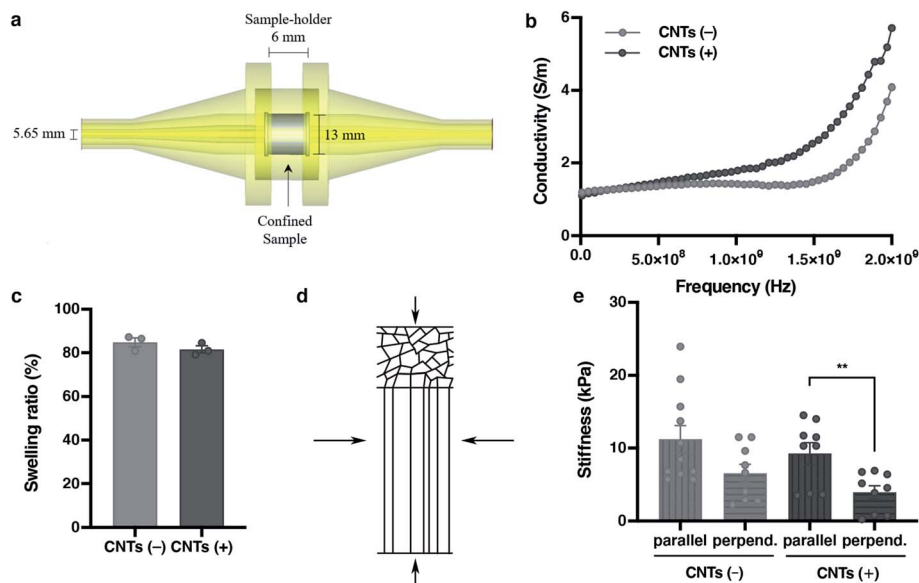 a
Sample-holder
6 mm
5.65 mm
13 mm
Confined
Sample
b
Conductivity (S/m)
6
4
2
0
CNTs (–)
CNTs (+)
0.0
5.0×10⁸
1.0×10⁹
1.5×10⁹
2.0×10⁹
Frequency (Hz)
c
Swelling ratio (%)
100
80
60
40
20
0
CNTs (–) CNTs (+)
d
e
Stiffness (kPa)
30
20
10
0
**
parallel perpend. parallel perpend.
CNTs (–) CNTs (+)